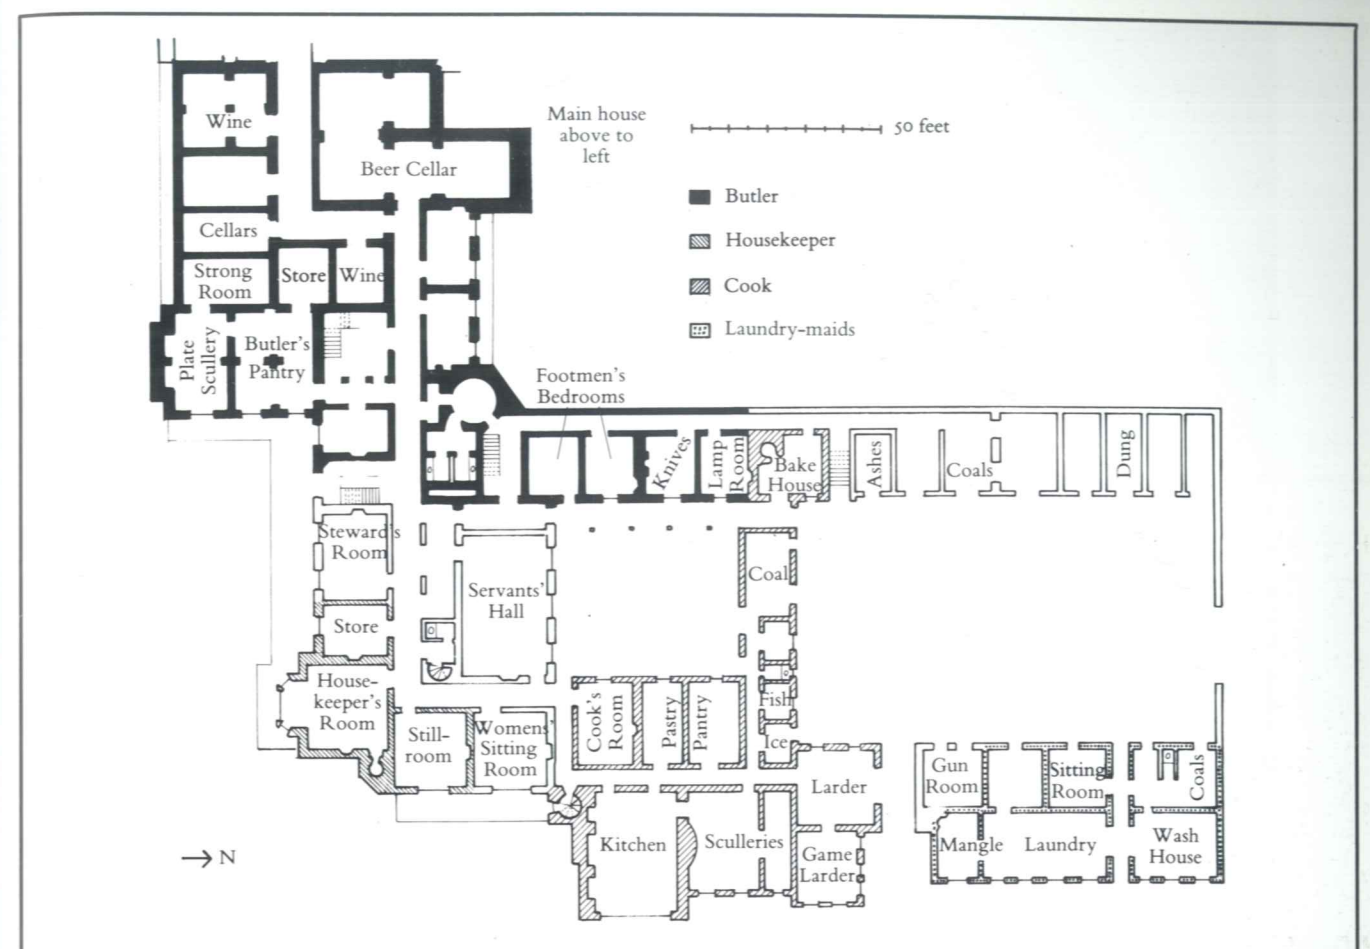 Wine
Main house
above to
left
50 feet
Beer Cellar
Butler
Cellars
Housekeeper
Strong
Room
Store
Wine
Cook
Laundry-maids
Plate
Scullery
Butler's
Pantry
Footmen's
Bedrooms
Knives
Lamp
Room
Bake
House
Ashes
Coals
Dung
Steward's
Room
Servants'
Hall
Coal
Store
House-
keeper's
Room
Still-
room
Womens'
Sitting
Room
Cook's
Room
Pastry
Pantry
Fish
Ice
Larder
Gun
Room
Sitting
Room
Coals
Kitchen
Sculleries
Game
Larder
Mangle
Laundry
Wash
House
N